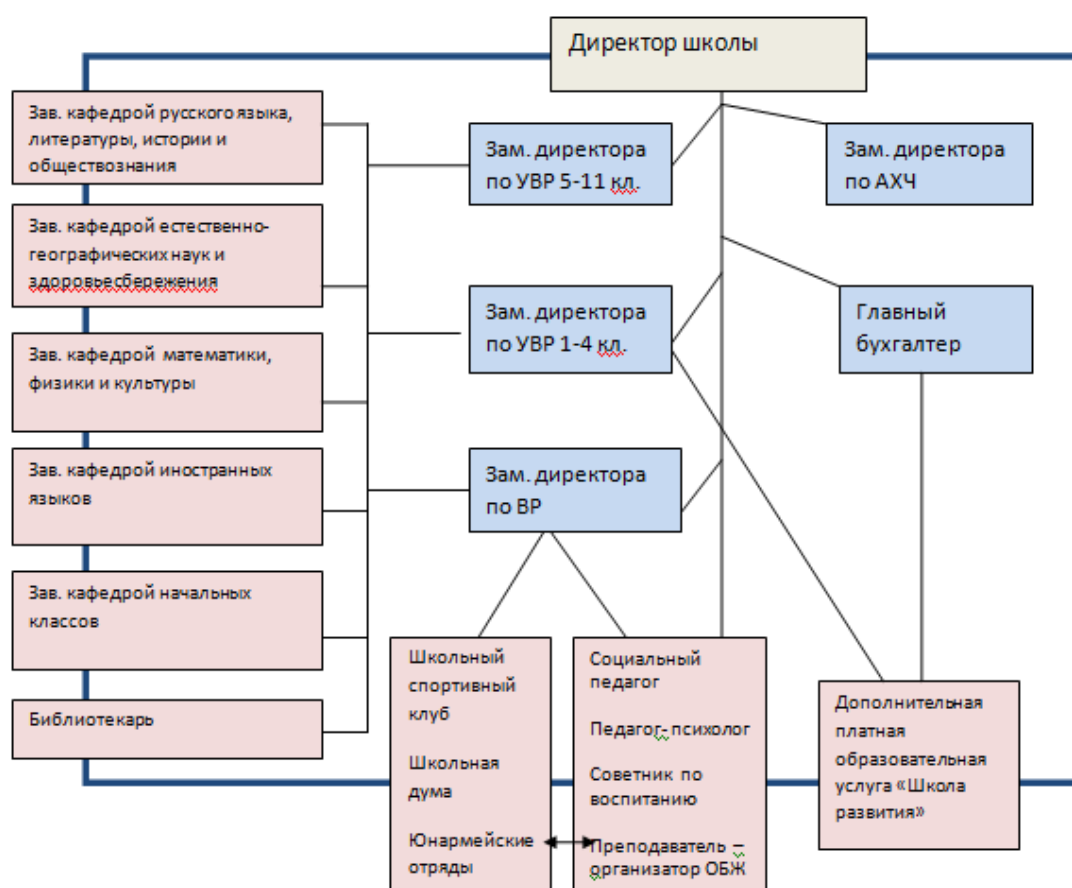 Директор школы
Зав. кафедрой русского языка,
литературы, истории и
обществознания
Зам. директора
по УВР 5-11 кл.
Зам. директора
по АХЧ
Зав. кафедрой естественно-
географических наук и
здоровьесбережения
Зам. директора
по УВР 1-4 кл.
Главный
бухгалтер
Зав. кафедрой математики,
физики и культуры
Зав. кафедрой иностранных
языков
Зам. директора
по ВР
Зав. кафедрой начальных
классов
Библиотекарь
Школьный
спортивный
клуб
Школьная
дума
Юнармейские
отряды
Социальный
педагог
Педагог- психолог
Советник по
воспитанию
Преподаватель –
организатор ОБЖ
Дополнительная
платная
образовательная
услуга «Школа
развития»